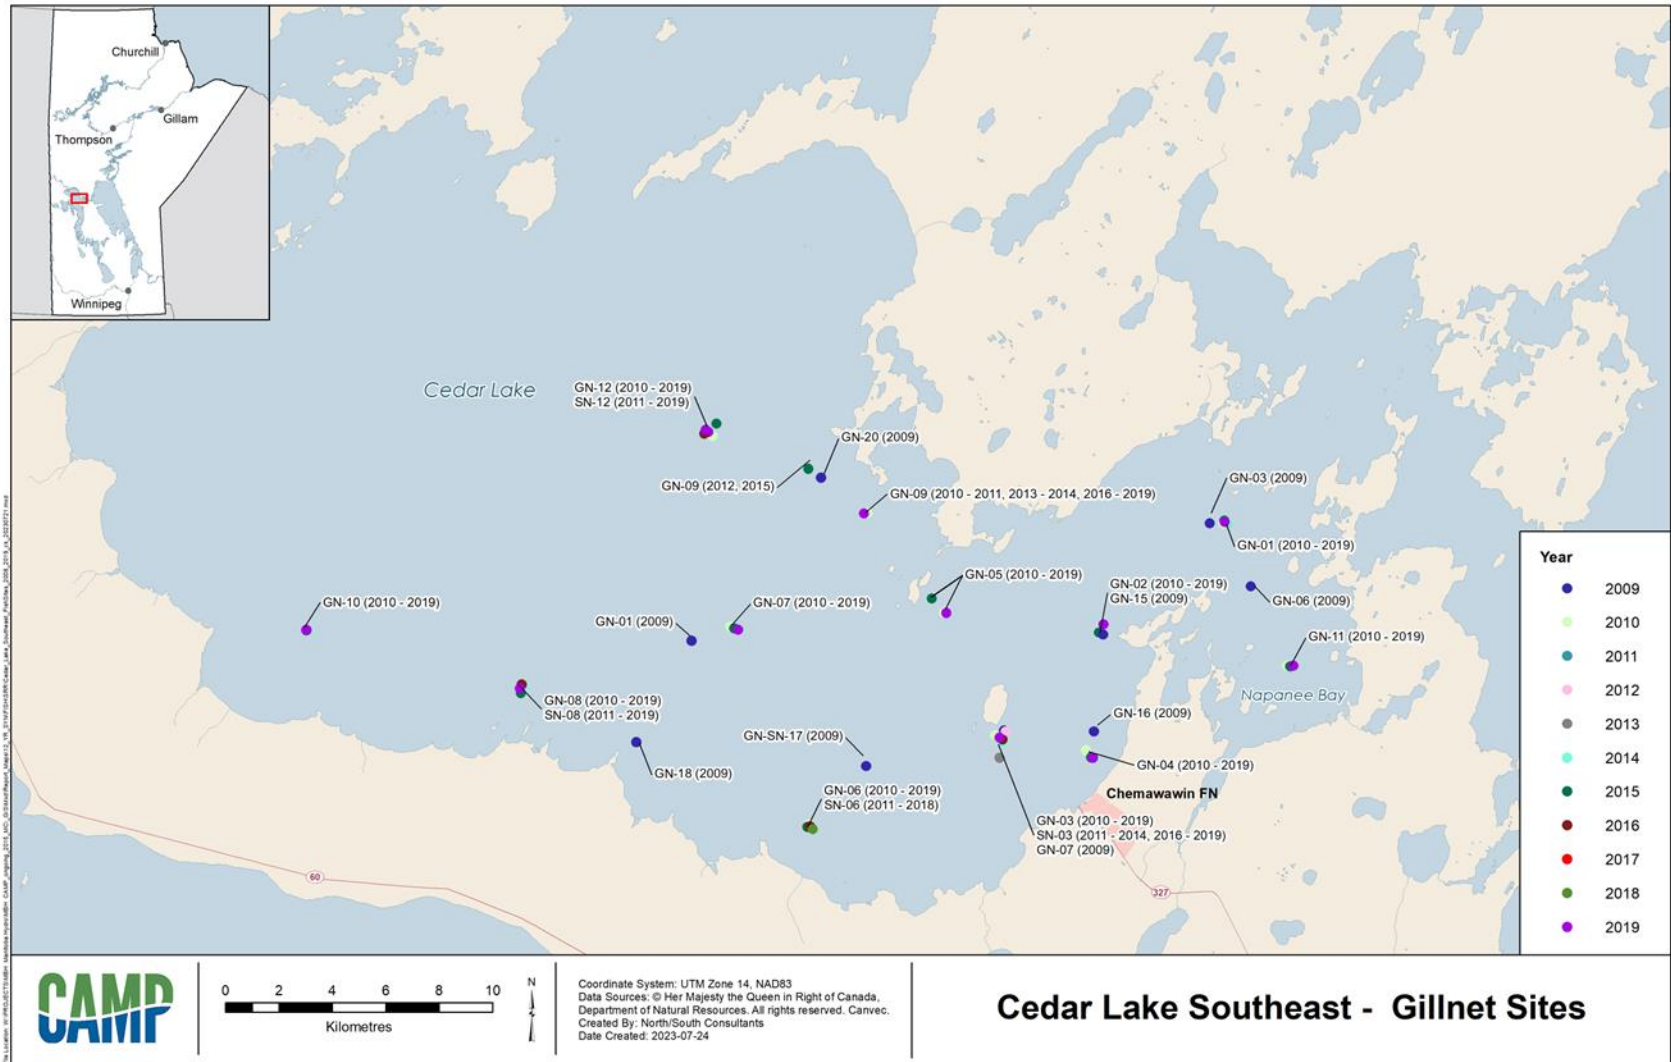 Churchill
Gillam
Thompson
Winnipeg
Cedar Lake
GN-12 (2010 - 2019)
SN-12 (2011 - 2019)
GN-20 (2009)
GN-09 (2012, 2015)
GN-09 (2010 - 2011, 2013 - 2014, 2016 - 2019)
GN-03 (2009)
GN-01 (2010 - 2019)
GN-05 (2010 - 2019)
GN-02 (2010 - 2019)
GN-15 (2009)
GN-06 (2009)
GN-10 (2010 - 2019)
GN-07 (2010 - 2019)
GN-01 (2009)
GN-11 (2010 - 2019)
Napanee Bay
GN-08 (2010 - 2019)
SN-08 (2011 - 2019)
GN-16 (2009)
GN-SN-17 (2009)
GN-18 (2009)
GN-04 (2010 - 2019)
GN-06 (2010 - 2019)
SN-06 (2011 - 2018)
Chemawawin FN
GN-03 (2010 - 2019)
SN-03 (2011 - 2014, 2016 - 2019)
GN-07 (2009)
60
327
Year
2009
2010
2011
2012
2013
2014
2015
2016
2017
2018
2019
CAMP
0 2 4 6 8 10
Kilometres
N
Coordinate System: UTM Zone 14, NAD83
Data Sources: © Her Majesty the Queen in Right of Canada,
Department of Natural Resources. All rights reserved. Canvec.
Created By: North/South Consultants
Date Created: 2023-07-24
Cedar Lake Southeast - Gillnet Sites